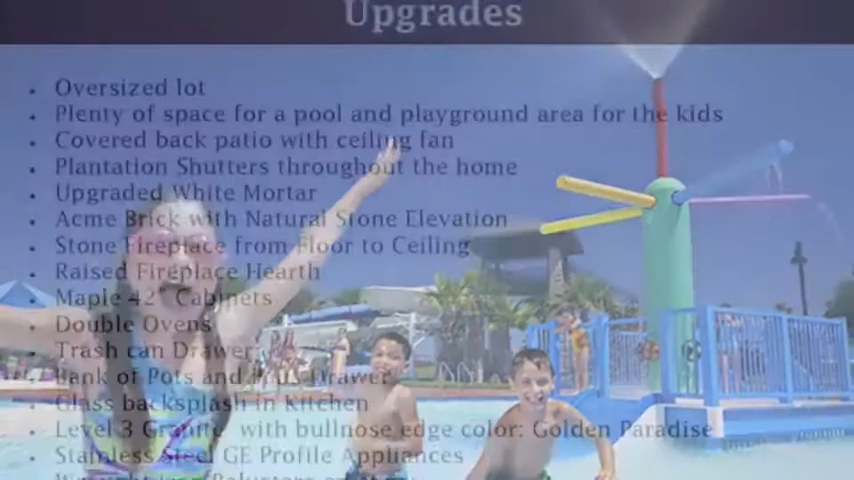 Upgrades
• Oversized lot
• Plenty of space for a pool and playground area for the kids
• Covered back patio with ceiling fan
• Plantation Shutters throughout the home
• Upgraded White Mortar
• Acme Brick with Natural Stone Elevation
• Stone Fireplace from Floor to Ceiling
• Raised Fireplace Hearth
• Maple 42" Cabinets
• Double Ovens
• Trash can Drawer
• Bank of Pots and Pans Drawer
• Glass backsplash in Kitchen
• Level 3 Granite with bullnose edge color: Golden Paradise
• Stainless Steel GE Profile Appliances